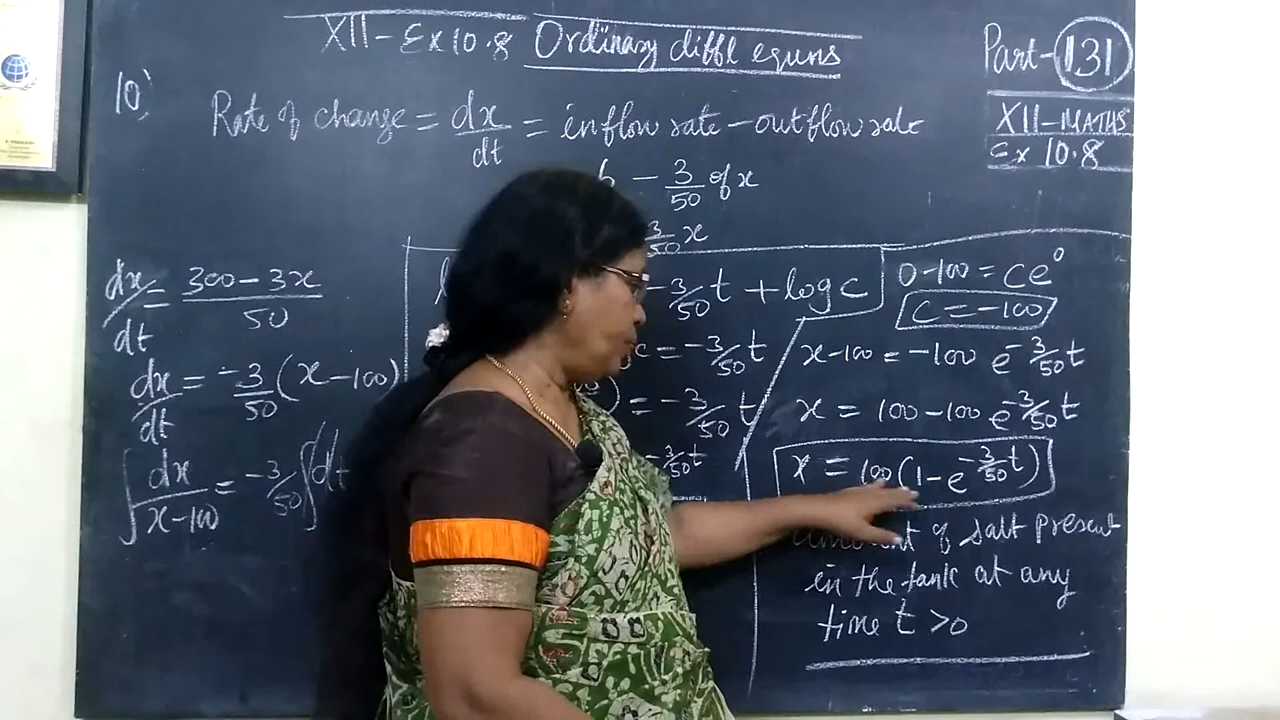 XII - Ex 10.8 Ordinary diffl equns
Part - 131
XII - MATHS
Ex 10.8
10)
Rate of change = dx/dt = inflow rate - outflow rate
6 - 3/50 of x
3/50 x
dx/dt = 300 - 3x / 50
dx/dt = -3/50 (x - 100)
∫ dx / x - 100 = -3/50 ∫ dt
- 3/50 t + log c
c = -3/50 t
) = -3/50 t
-3/50 t
0 - 100 = C e^0
C = -100
x - 100 = -100 e^-3/50 t
x = 100 - 100 e^-3/50 t
x = 100 (1 - e^-3/50 t)
of salt present
in the tank at any
time t > 0